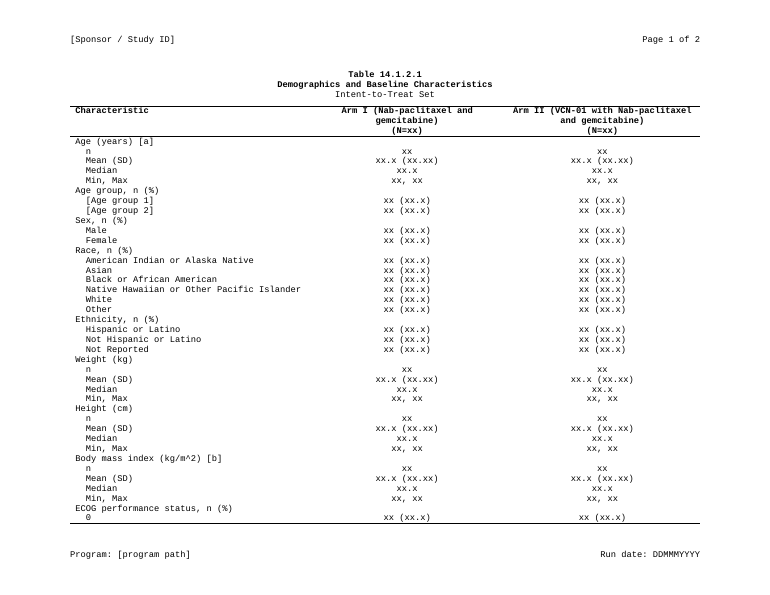 [Sponsor / Study ID] Page 1 of 2
Table 14.1.2.1
Demographics and Baseline Characteristics
Intent-to-Treat Set
Characteristic Arm I (Nab-paclitaxel and Arm II (VCN-01 with Nab-paclitaxel
gemcitabine) and gemcitabine)
(N=xx) (N=xx)
Age (years) [a]
n xx xx
Mean (SD) xx.x (xx.xx) xx.x (xx.xx)
Median xx.x xx.x
Min, Max xx, xx xx, xx
Age group, n (%)
[Age group 1] xx (xx.x) xx (xx.x)
[Age group 2] xx (xx.x) xx (xx.x)
Sex, n (%)
Male xx (xx.x) xx (xx.x)
Female xx (xx.x) xx (xx.x)
Race, n (%)
American Indian or Alaska Native xx (xx.x) xx (xx.x)
Asian xx (xx.x) xx (xx.x)
Black or African American xx (xx.x) xx (xx.x)
Native Hawaiian or Other Pacific Islander xx (xx.x) xx (xx.x)
White xx (xx.x) xx (xx.x)
Other xx (xx.x) xx (xx.x)
Ethnicity, n (%)
Hispanic or Latino xx (xx.x) xx (xx.x)
Not Hispanic or Latino xx (xx.x) xx (xx.x)
Not Reported xx (xx.x) xx (xx.x)
Weight (kg)
n xx xx
Mean (SD) xx.x (xx.xx) xx.x (xx.xx)
Median xx.x xx.x
Min, Max xx, xx xx, xx
Height (cm)
n xx xx
Mean (SD) xx.x (xx.xx) xx.x (xx.xx)
Median xx.x xx.x
Min, Max xx, xx xx, xx
Body mass index (kg/m^2) [b]
n xx xx
Mean (SD) xx.x (xx.xx) xx.x (xx.xx)
Median xx.x xx.x
Min, Max xx, xx xx, xx
ECOG performance status, n (%)
0 xx (xx.x) xx (xx.x)
Program: [program path] Run date: DDMMMYYYY